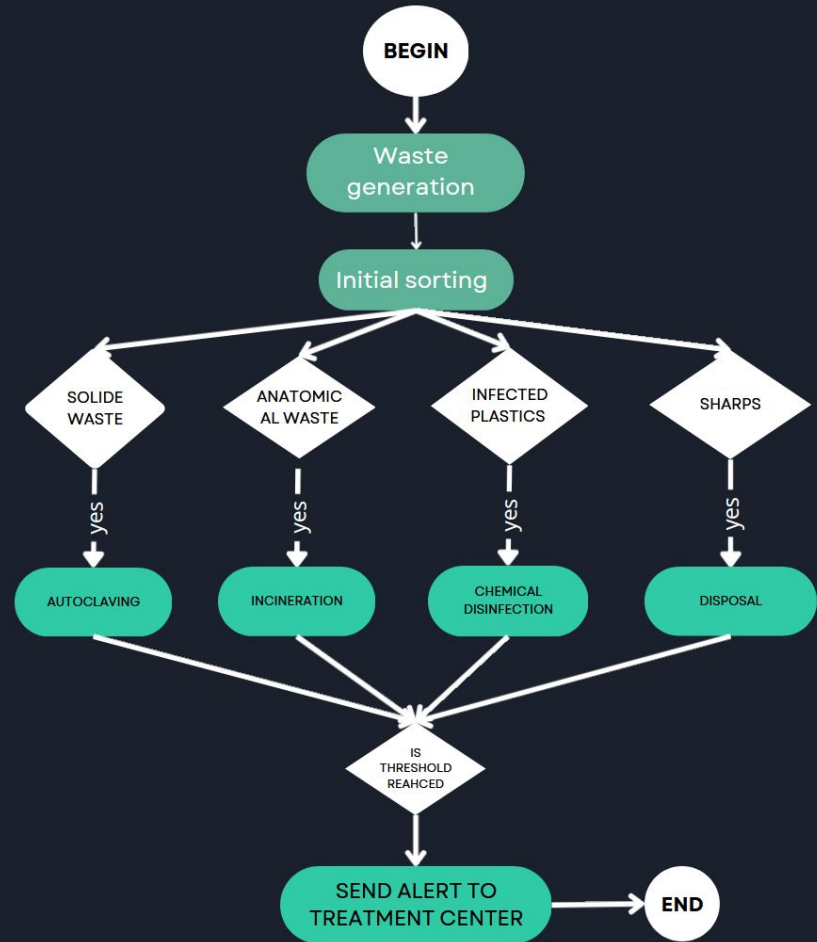 BEGIN
Waste
generation
Initial sorting
SOLIDE
WASTE
ANATOMIC
AL WASTE
INFECTED
PLASTICS
SHARPS
yes
yes
yes
yes
AUTOCLAVING
INCINERATION
CHEMICAL
DISINFECTION
DISPOSAL
IS
THRESHOLD
REAHCED
SEND ALERT TO
TREATMENT CENTER
END